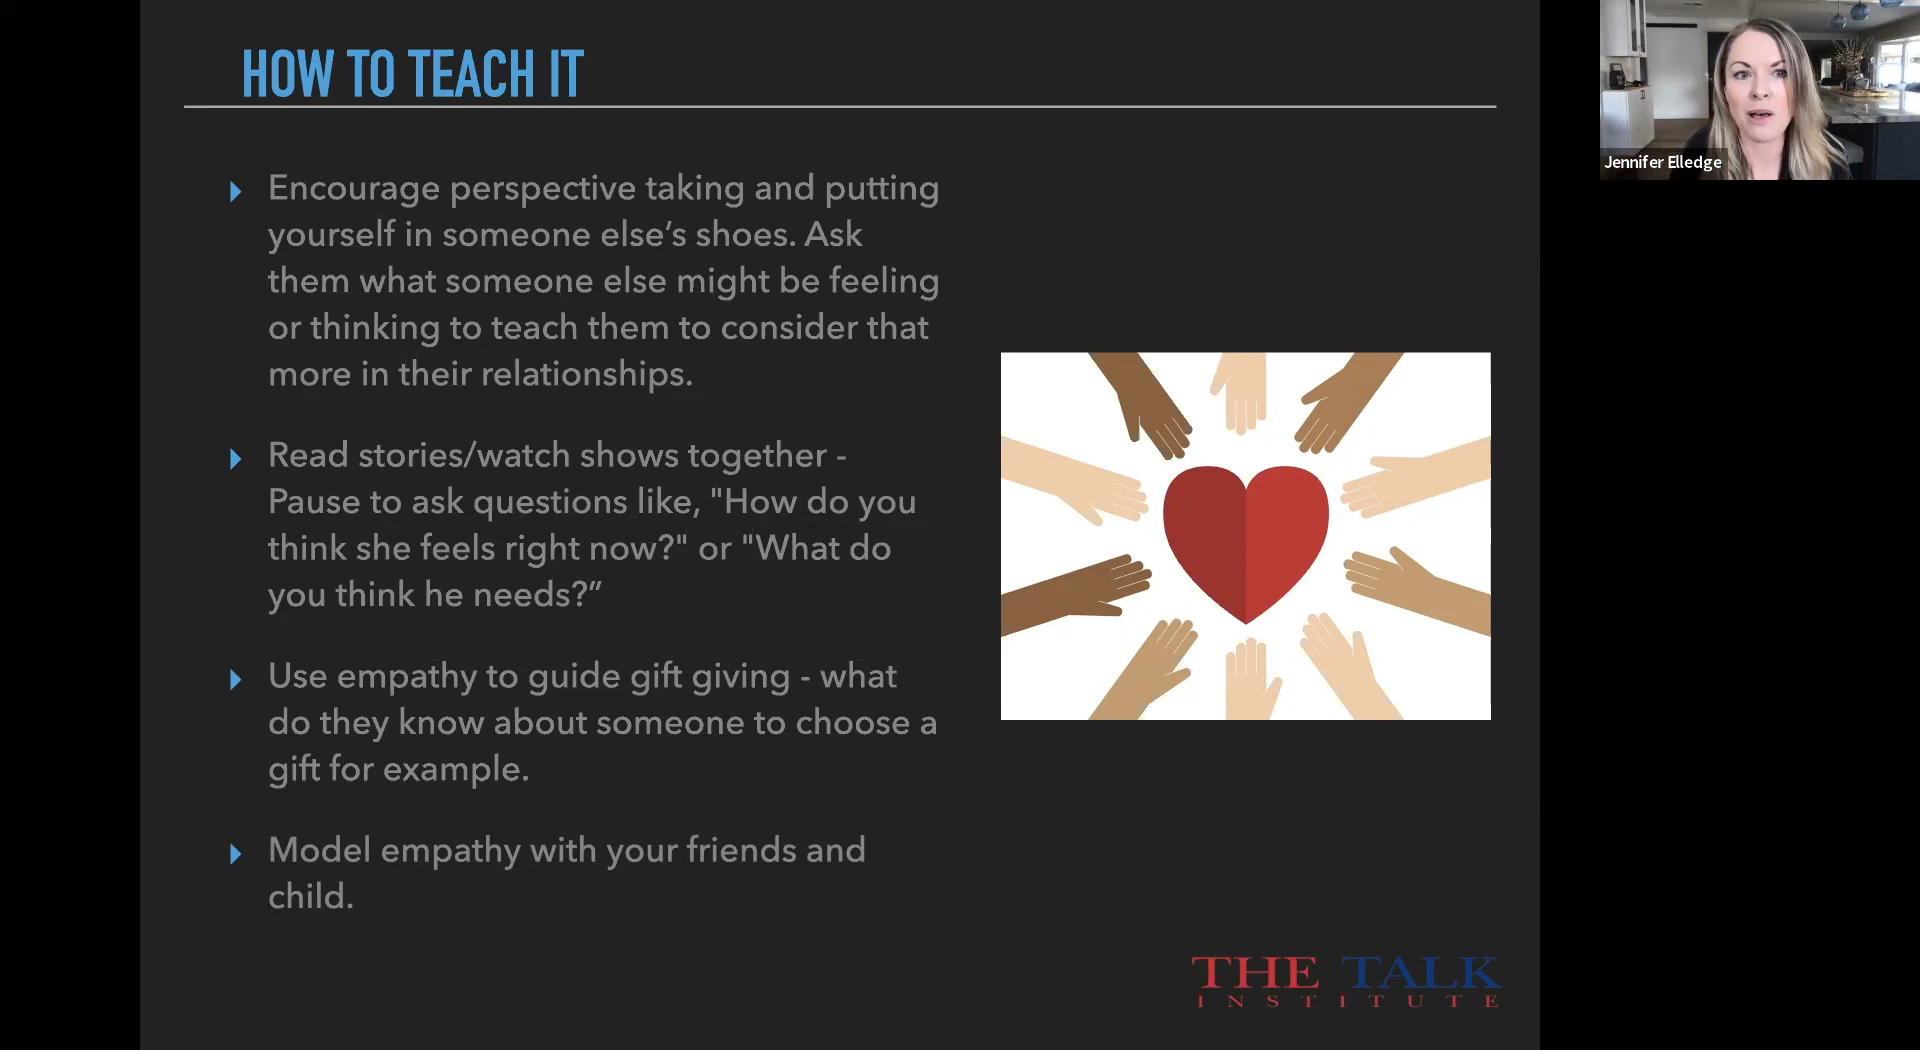 HOW TO TEACH IT
Encourage perspective taking and putting
yourself in someone else’s shoes. Ask
them what someone else might be feeling
or thinking to teach them to consider that
more in their relationships.
Read stories/watch shows together -
Pause to ask questions like, "How do you
think she feels right now?" or "What do
you think he needs?”
Use empathy to guide gift giving - what
do they know about someone to choose a
gift for example.
Model empathy with your friends and
child.
THE TALK
INSTITUTE
Jennifer Elledge